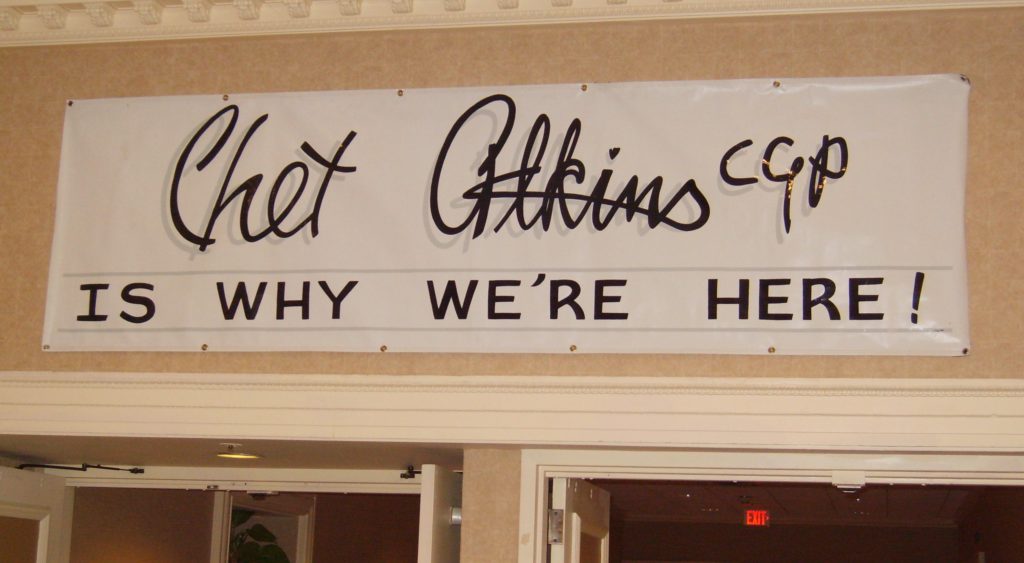 Chet Atkins CGP
IS WHY WE'RE HERE!
EXIT